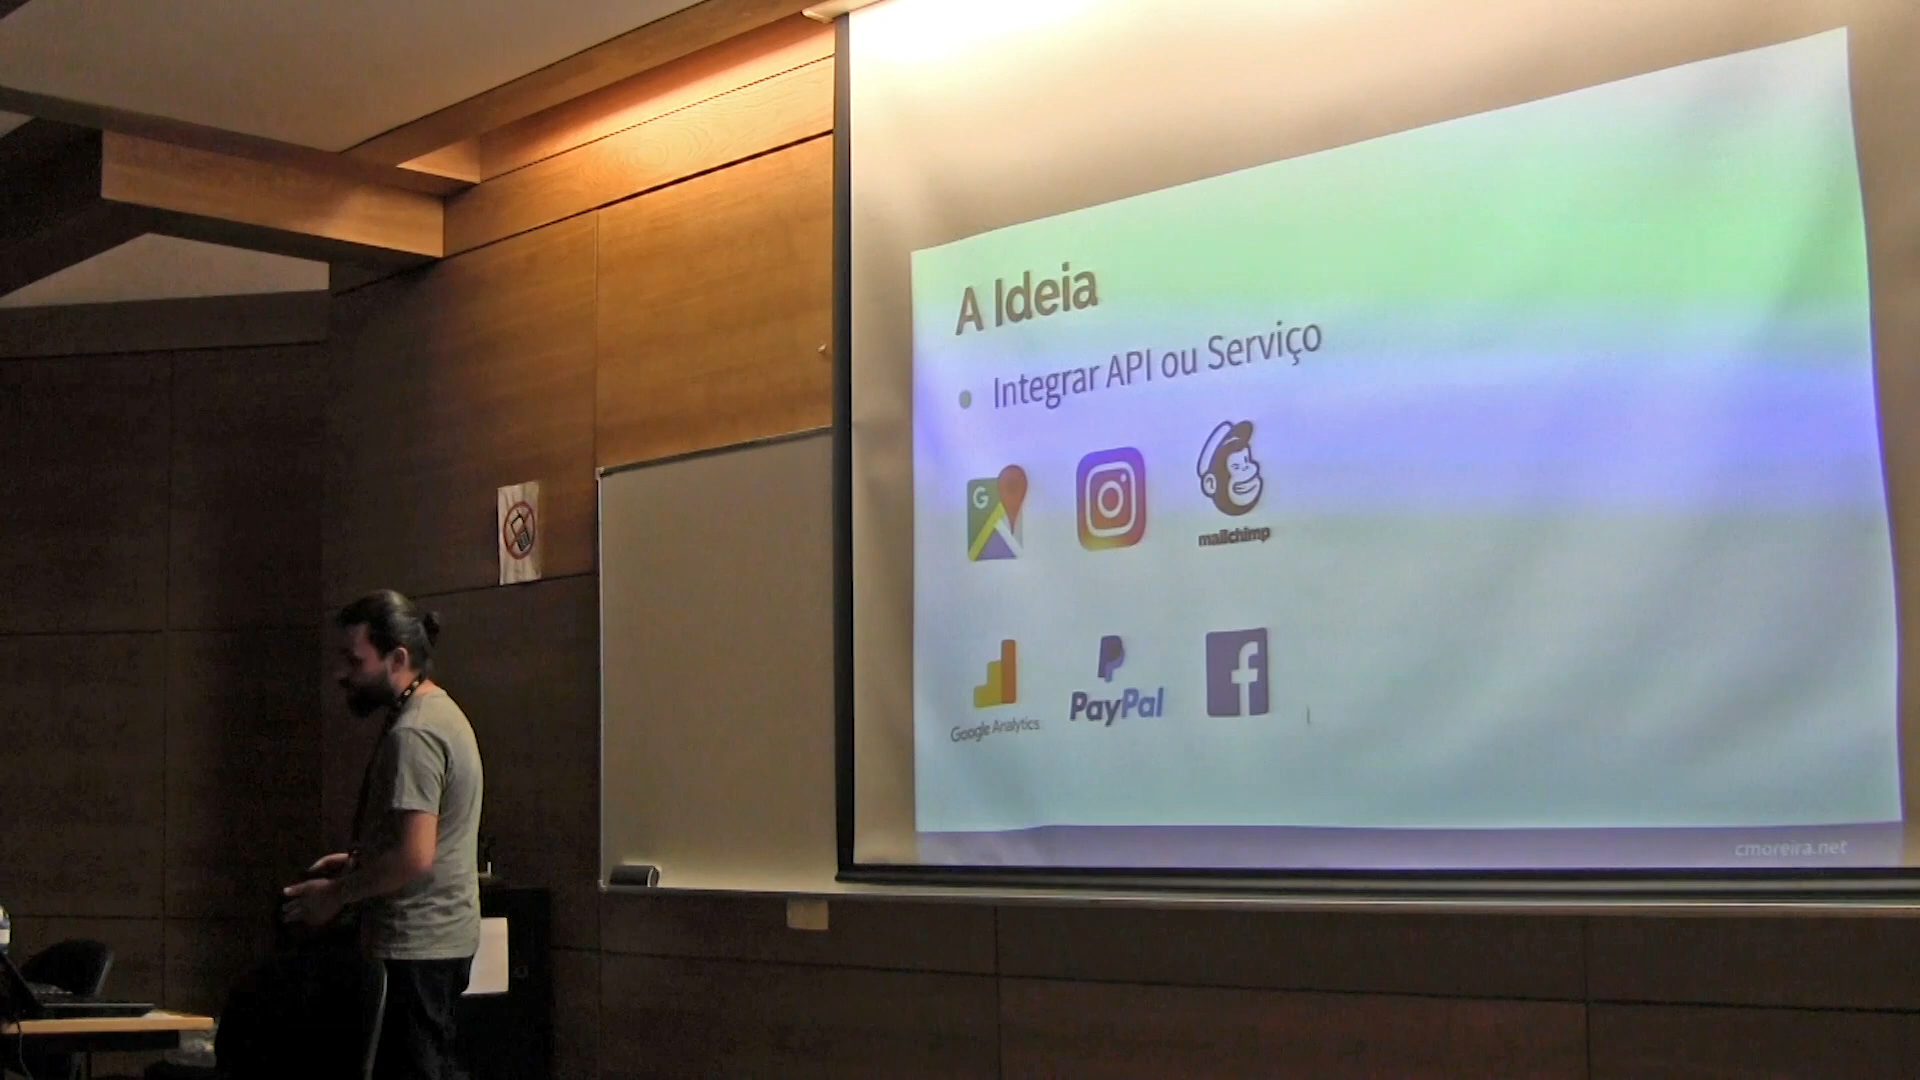 A Ideia
Integrar API ou Serviço
G
mailchimp
Google Analytics
PayPal
f
cmoreira.net